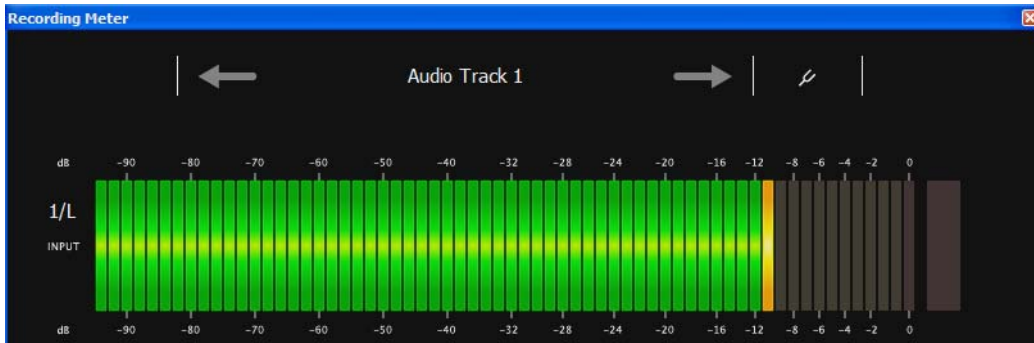 Recording Meter
Audio Track 1
dB -90 -80 -70 -60 -50 -40 -32 -28 -24 -20 -16 -12 -8 -6 -4 -2 0
1/L
INPUT
dB -90 -80 -70 -60 -50 -40 -32 -28 -24 -20 -16 -12 -8 -6 -4 -2 0